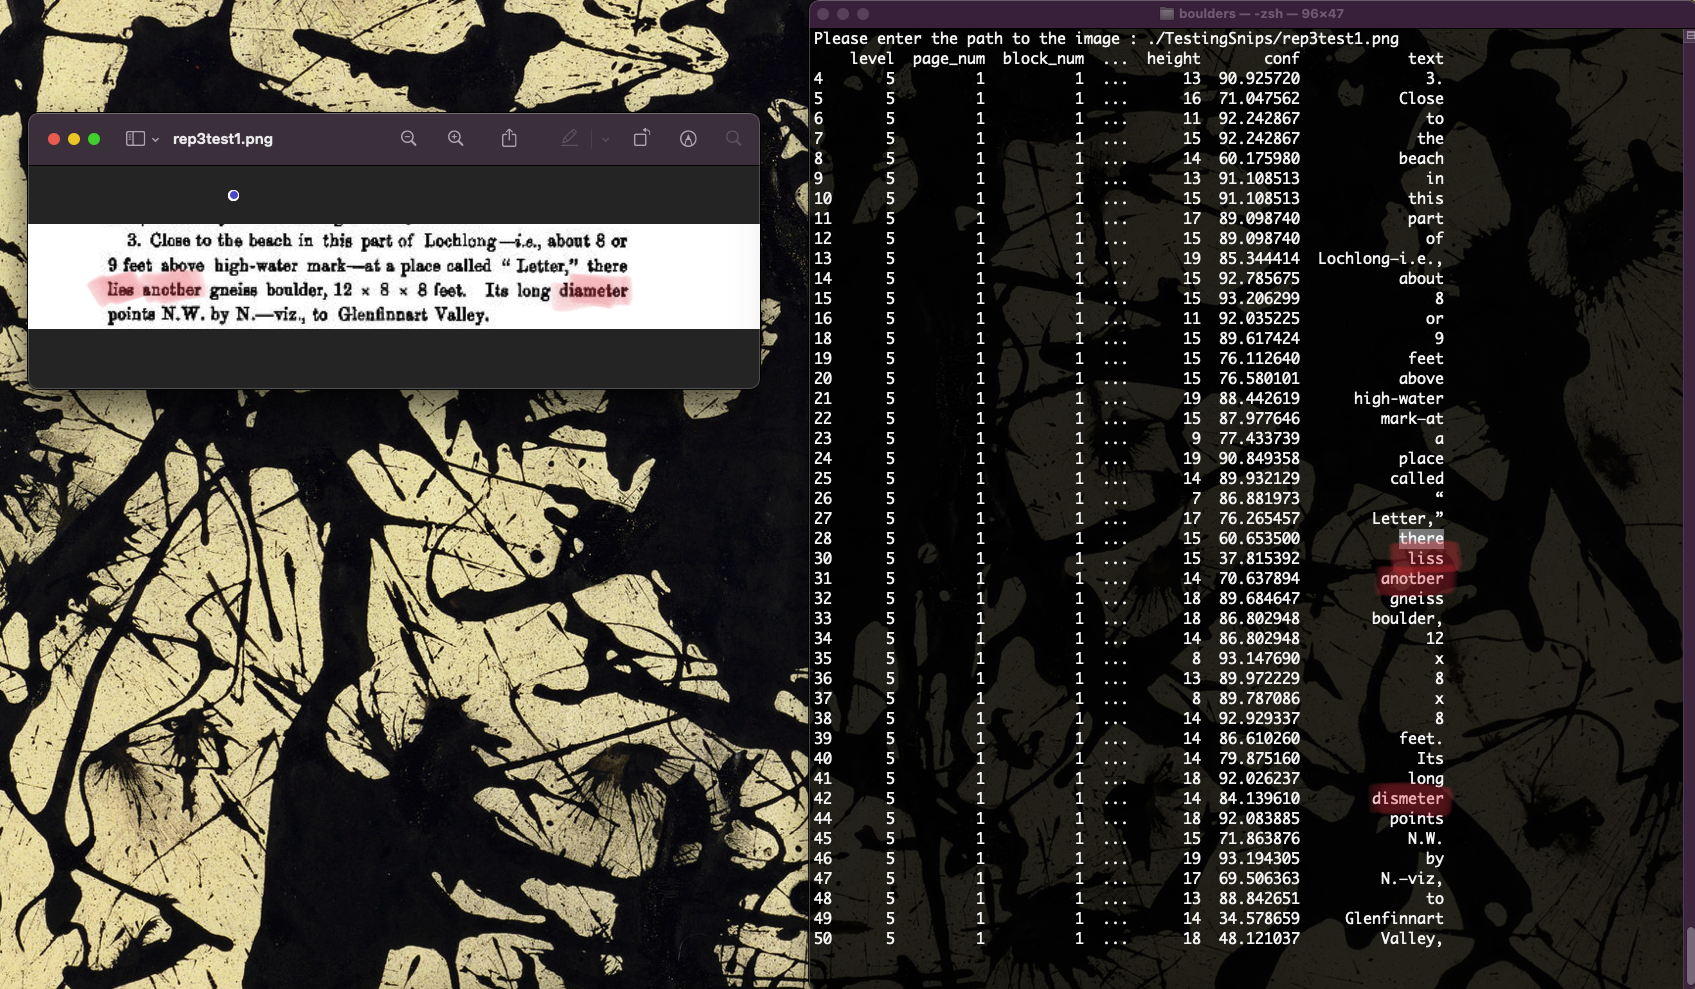 rep3test1.png
3. Close to the beach in this part of Lochlong—i.e., about 8 or
9 feet above high-water mark—at a place called “ Letter,” there
lies another gneiss boulder, 12 × 8 × 8 feet. Its long diameter
points N.W. by N.—viz., to Glenfinnart Valley.
boulders — -zsh — 96×47
Please enter the path to the image : ./TestingSnips/rep3test1.png
level page_num block_num ... height conf text
4 5 1 1 ... 13 90.925720 3.
5 5 1 1 ... 16 71.047562 Close
6 5 1 1 ... 11 92.242867 to
7 5 1 1 ... 15 92.242867 the
8 5 1 1 ... 14 60.175980 beach
9 5 1 1 ... 13 91.108513 in
10 5 1 1 ... 15 91.108513 this
11 5 1 1 ... 17 89.098740 part
12 5 1 1 ... 15 89.098740 of
13 5 1 1 ... 19 85.344414 Lochlong—i.e.,
14 5 1 1 ... 15 92.785675 about
15 5 1 1 ... 15 93.206299 8
16 5 1 1 ... 11 92.035225 or
18 5 1 1 ... 15 89.617424 9
19 5 1 1 ... 15 76.112640 feet
20 5 1 1 ... 15 76.580101 above
21 5 1 1 ... 19 88.442619 high-water
22 5 1 1 ... 15 87.977646 mark—at
23 5 1 1 ... 9 77.433739 a
24 5 1 1 ... 19 90.849358 place
25 5 1 1 ... 14 89.932129 called
26 5 1 1 ... 7 86.881973 “
27 5 1 1 ... 17 76.265457 Letter,”
28 5 1 1 ... 15 60.653500 there
30 5 1 1 ... 15 37.815392 liss
31 5 1 1 ... 14 70.637894 anotber
32 5 1 1 ... 18 89.684647 gneiss
33 5 1 1 ... 18 86.802948 boulder,
34 5 1 1 ... 14 86.802948 12
35 5 1 1 ... 8 93.147690 x
36 5 1 1 ... 13 89.972229 8
37 5 1 1 ... 8 89.787086 x
38 5 1 1 ... 14 92.929337 8
39 5 1 1 ... 14 86.610260 feet.
40 5 1 1 ... 14 79.875160 Its
41 5 1 1 ... 18 92.026237 long
42 5 1 1 ... 14 84.139610 dismeter
44 5 1 1 ... 18 92.083885 points
45 5 1 1 ... 15 71.863876 N.W.
46 5 1 1 ... 19 93.194305 by
47 5 1 1 ... 17 69.506363 N.—viz,
48 5 1 1 ... 13 88.842651 to
49 5 1 1 ... 14 34.578659 Glenfinnart
50 5 1 1 ... 18 48.121037 Valley,